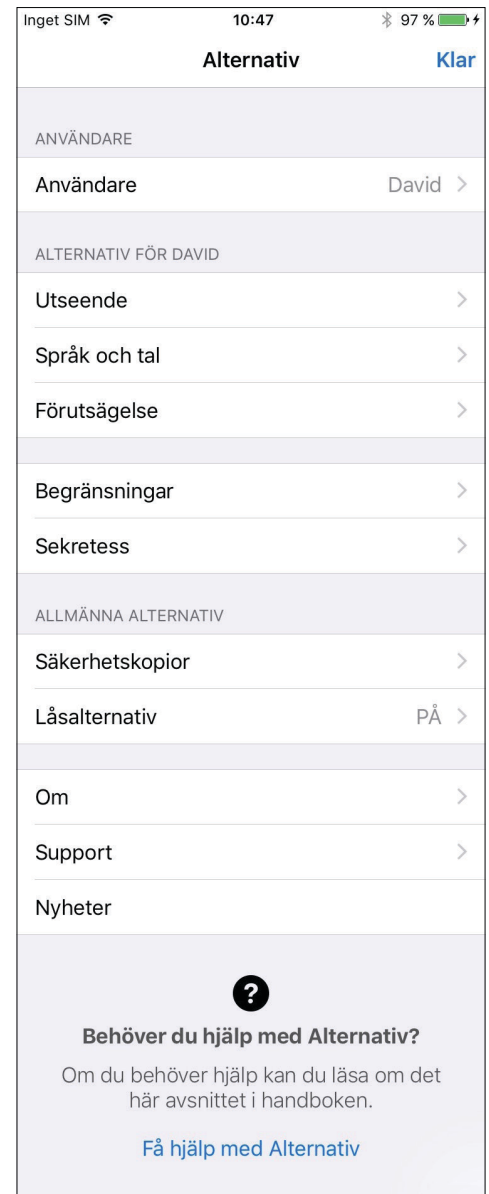 Inget SIM 10:47 97 %
Alternativ Klar
ANVÄNDARE
Användare David
ALTERNATIV FÖR DAVID
Utseende
Språk och tal
Förutsägelse
Begränsningar
Sekretess
ALLMÄNNA ALTERNATIV
Säkerhetskopior
Låsalternativ PÅ
Om
Support
Nyheter
?
Behöver du hjälp med Alternativ?
Om du behöver hjälp kan du läsa om det
här avsnittet i handboken.
Få hjälp med Alternativ